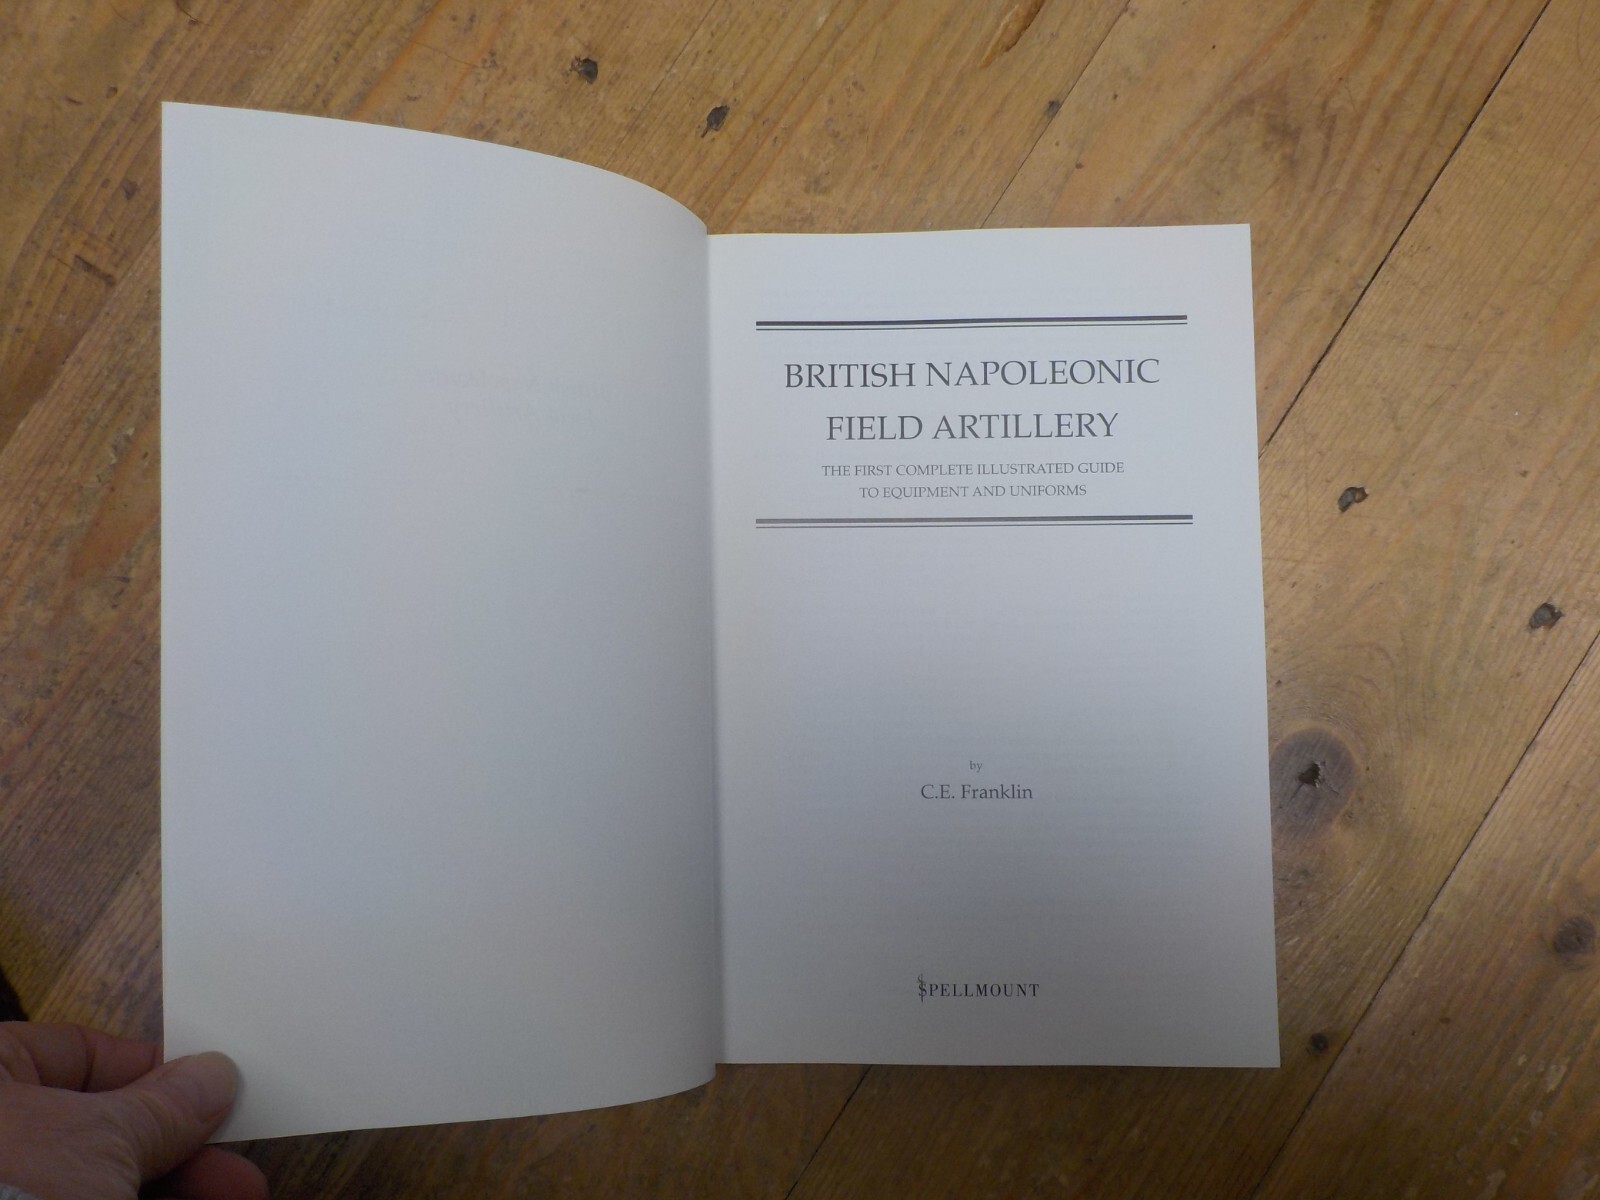 BRITISH NAPOLEONIC
FIELD ARTILLERY
THE FIRST COMPLETE ILLUSTRATED GUIDE
TO EQUIPMENT AND UNIFORMS
by
C.E. Franklin
SPELLMOUNT